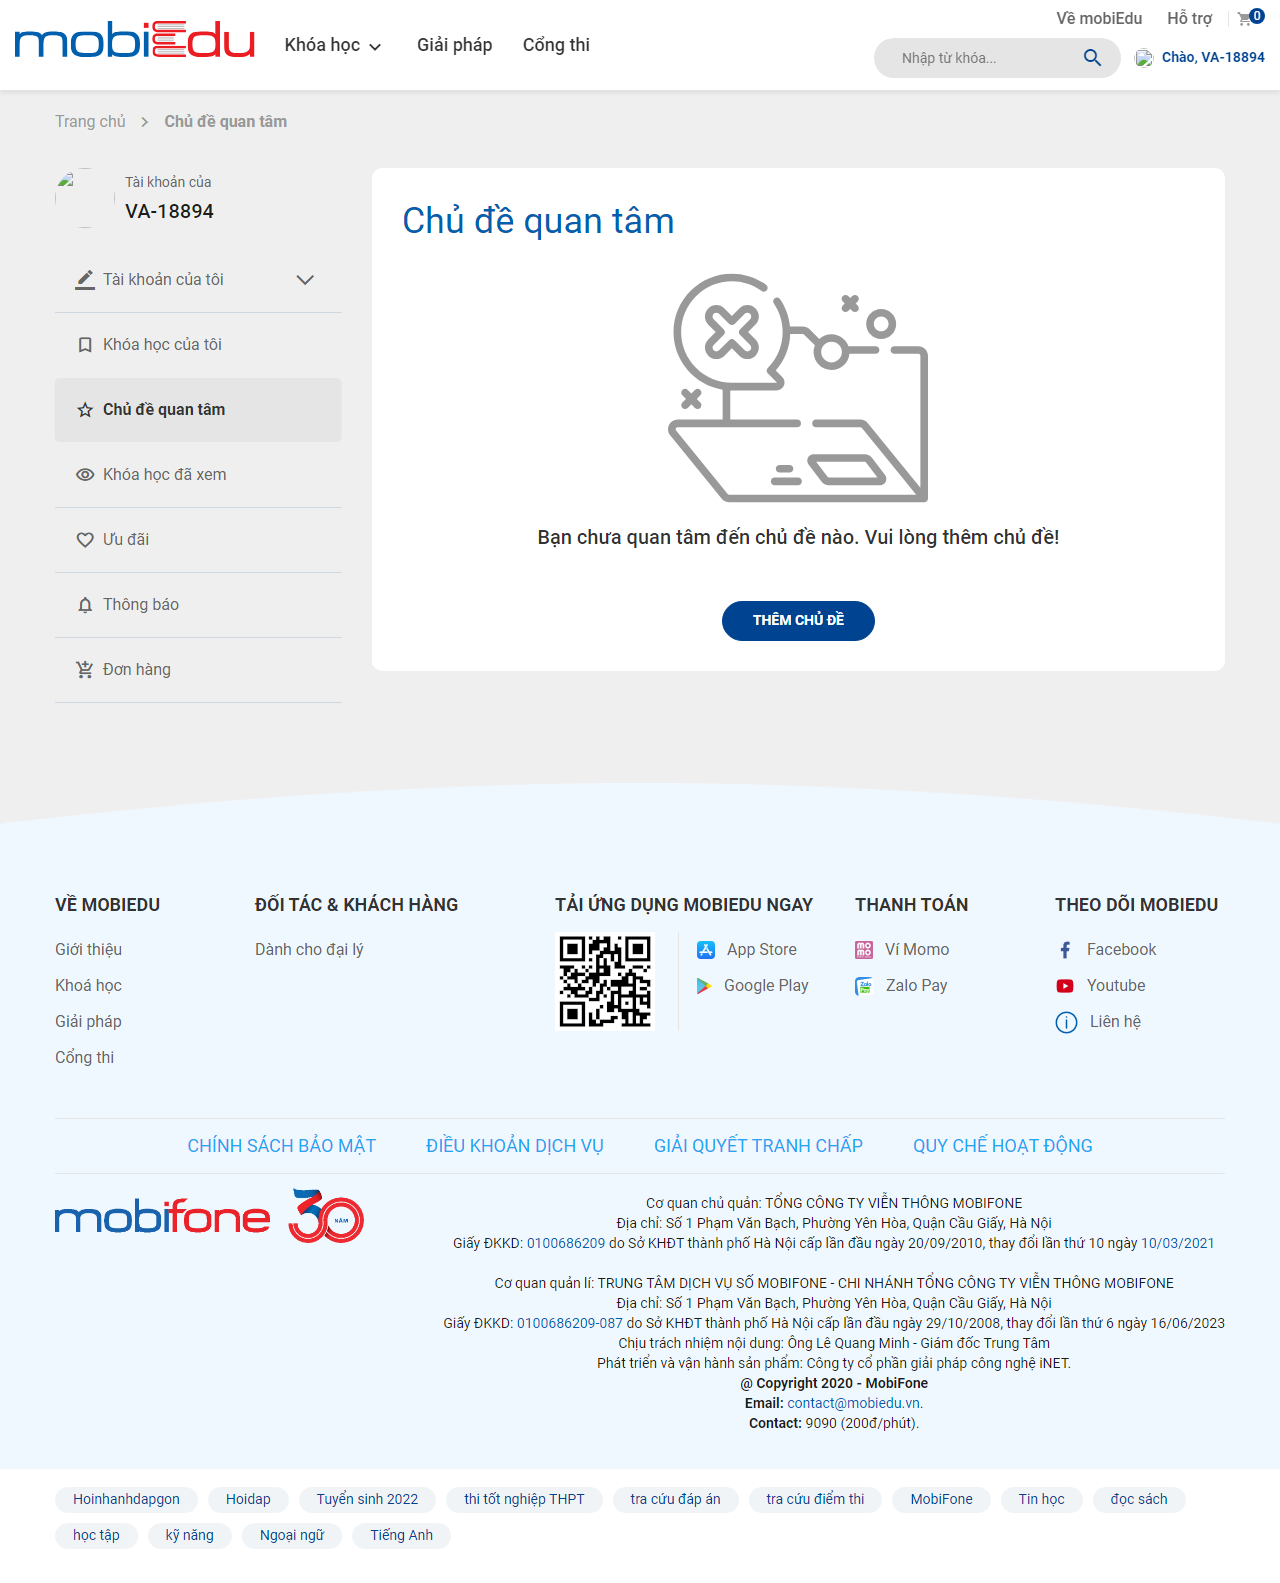 Về mobiEdu Hỗ trợ 0
mobiEdu Khóa học Giải pháp Cổng thi
Nhập từ khóa... Chào, VA-18894
Trang chủ Chủ đề quan tâm
Tài khoản của
VA-18894
Tài khoản của tôi
Khóa học của tôi
Chủ đề quan tâm
Khóa học đã xem
Ưu đãi
Thông báo
Đơn hàng
Chủ đề quan tâm
Bạn chưa quan tâm đến chủ đề nào. Vui lòng thêm chủ đề!
THÊM CHỦ ĐỀ
VỀ MOBIEDU
Giới thiệu
Khoá học
Giải pháp
Cổng thi
ĐỐI TÁC & KHÁCH HÀNG
Dành cho đại lý
TẢI ỨNG DỤNG MOBIEDU NGAY
App Store
Google Play
THANH TOÁN
Ví Momo
Zalo Pay
THEO DÕI MOBIEDU
Facebook
Youtube
Liên hệ
CHÍNH SÁCH BẢO MẬT ĐIỀU KHOẢN DỊCH VỤ GIẢI QUYẾT TRANH CHẤP QUY CHẾ HOẠT ĐỘNG
mobifone 30 NĂM
Cơ quan chủ quản: TỔNG CÔNG TY VIỄN THÔNG MOBIFONE
Địa chỉ: Số 1 Phạm Văn Bạch, Phường Yên Hòa, Quận Cầu Giấy, Hà Nội
Giấy ĐKKD: 0100686209 do Sở KHĐT thành phố Hà Nội cấp lần đầu ngày 20/09/2010, thay đổi lần thứ 10 ngày 10/03/2021
Cơ quan quản lí: TRUNG TÂM DỊCH VỤ SỐ MOBIFONE - CHI NHÁNH TỔNG CÔNG TY VIỄN THÔNG MOBIFONE
Địa chỉ: Số 1 Phạm Văn Bạch, Phường Yên Hòa, Quận Cầu Giấy, Hà Nội
Giấy ĐKKD: 0100686209-087 do Sở KHĐT thành phố Hà Nội cấp lần đầu ngày 29/10/2008, thay đổi lần thứ 6 ngày 16/06/2023
Chịu trách nhiệm nội dung: Ông Lê Quang Minh - Giám đốc Trung Tâm
Phát triển và vận hành sản phẩm: Công ty cổ phần giải pháp công nghệ iNET.
@ Copyright 2020 - MobiFone
Email: contact@mobiedu.vn.
Contact: 9090 (200đ/phút).
Hoinhanhdapgon Hoidap Tuyển sinh 2022 thi tốt nghiệp THPT tra cứu đáp án tra cứu điểm thi MobiFone Tin học đọc sách
học tập kỹ năng Ngoại ngữ Tiếng Anh